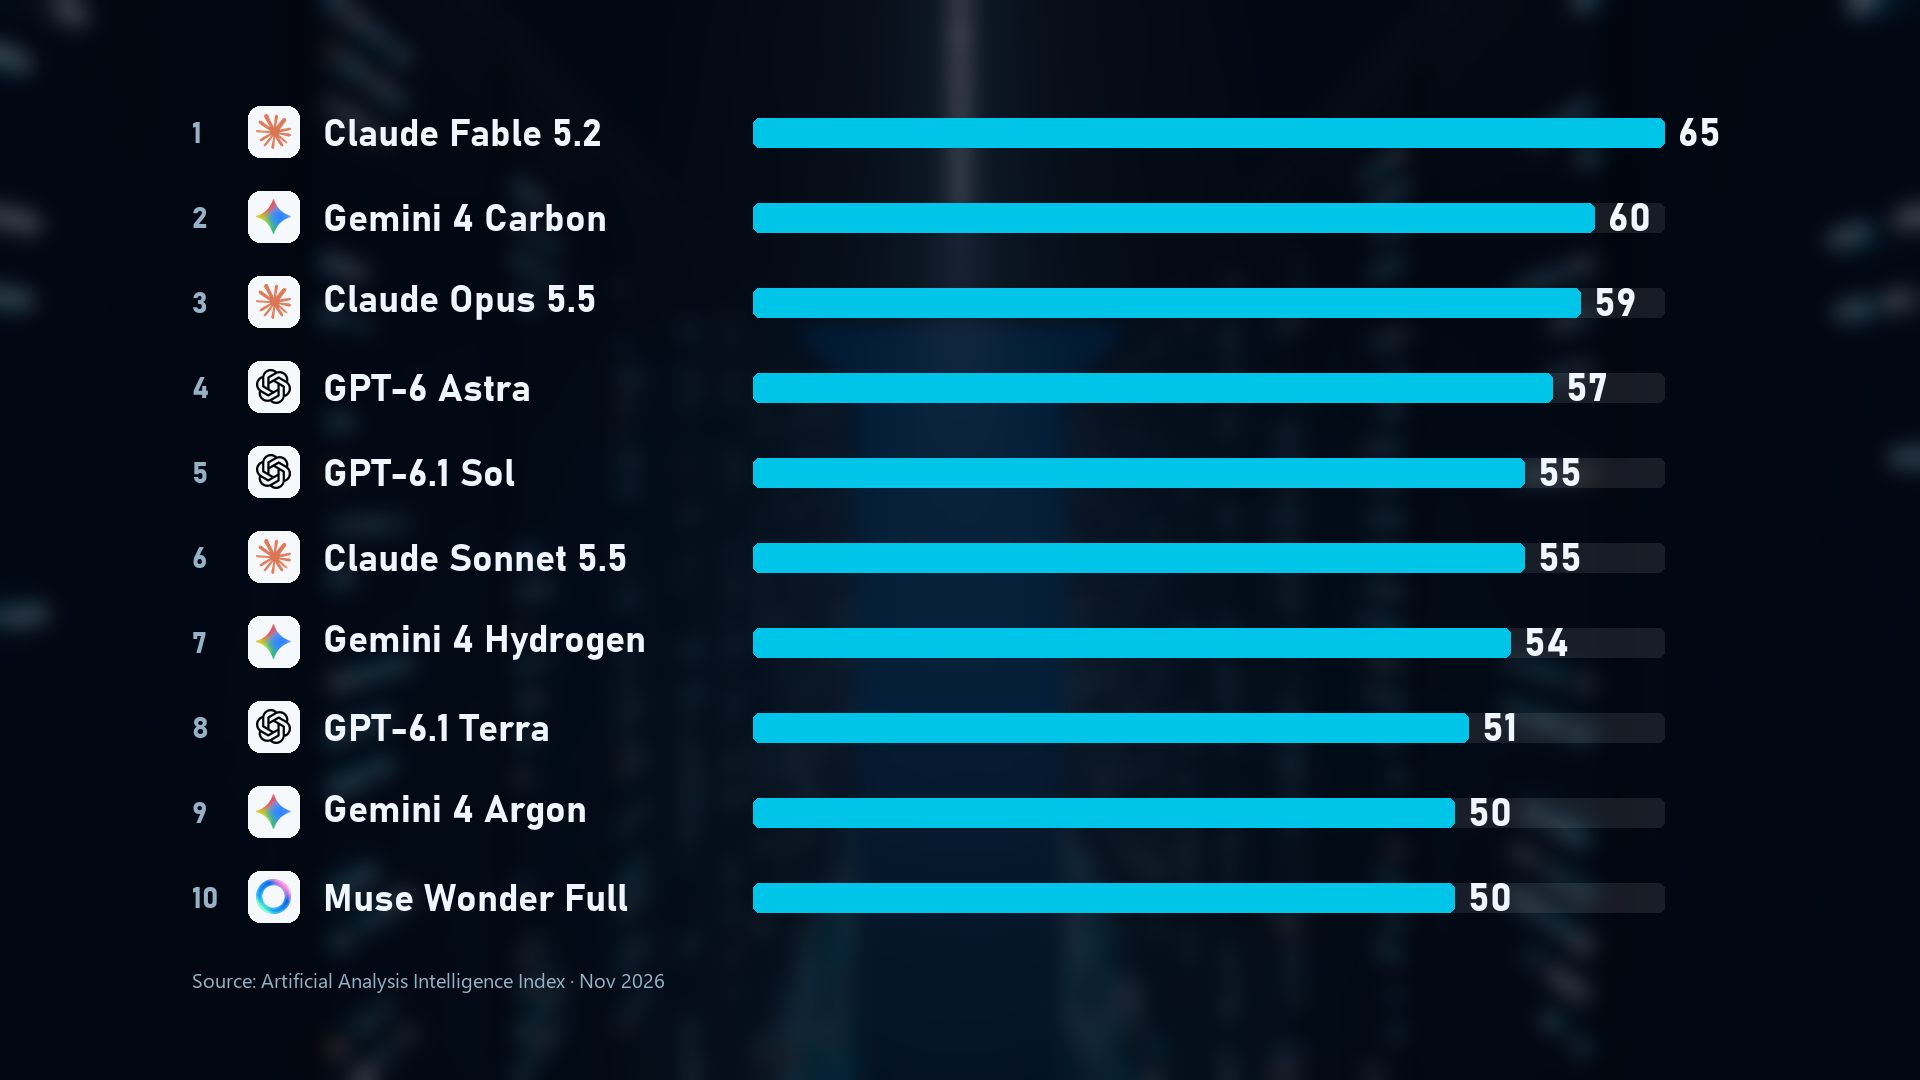 1 Claude Fable 5.2 65
2 Gemini 4 Carbon 60
3 Claude Opus 5.5 59
4 GPT-6 Astra 57
5 GPT-6.1 Sol 55
6 Claude Sonnet 5.5 55
7 Gemini 4 Hydrogen 54
8 GPT-6.1 Terra 51
9 Gemini 4 Argon 50
10 Muse Wonder Full 50
Source: Artificial Analysis Intelligence Index · Nov 2026